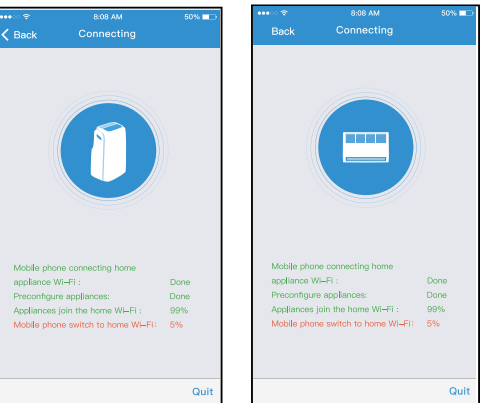 8:08 AM 50%
Back Connecting
Mobile phone connecting home
appliance Wi-Fi : Done
Preconfigure appliances: Done
Appliances join the home Wi-Fi : 99%
Mobile phone switch to home Wi-Fi: 5%
Quit
8:08 AM 50%
Back Connecting
Mobile phone connecting home
appliance Wi-Fi : Done
Preconfigure appliances: Done
Appliances join the home Wi-Fi : 99%
Mobile phone switch to home Wi-Fi: 5%
Quit